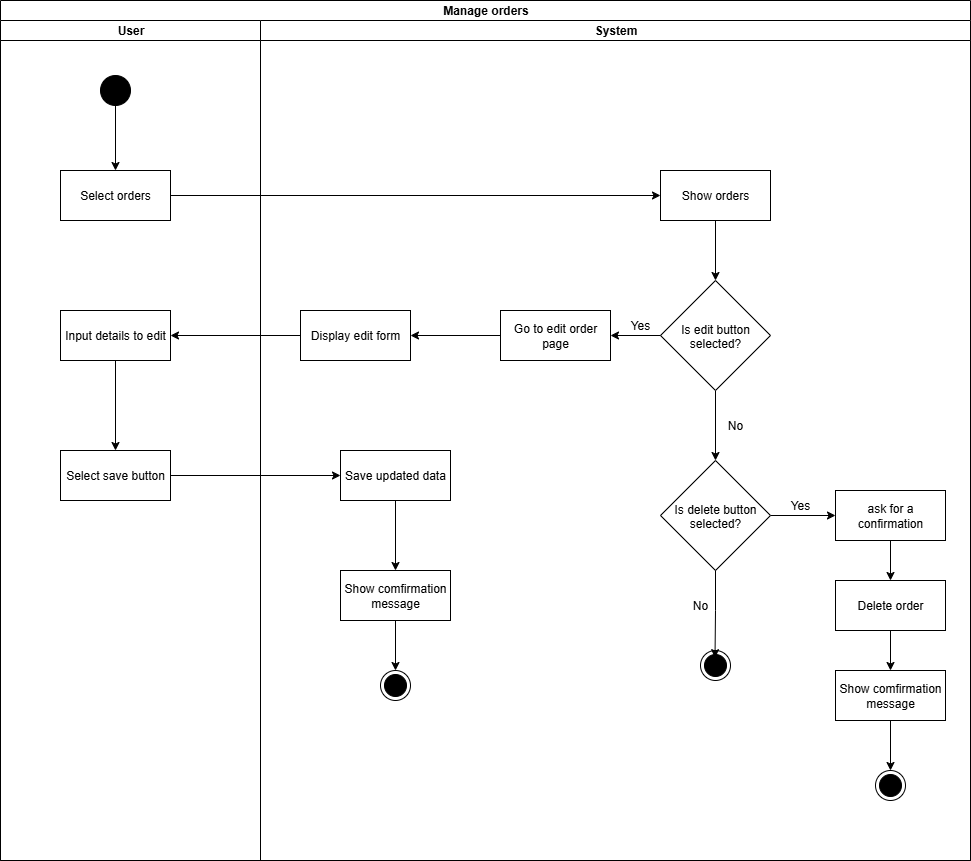 Manage orders
User
System
Select orders
Show orders
Input details to edit
Display edit form
Go to edit order
page
Yes
Is edit button
selected?
No
Select save button
Save updated data
Is delete button
selected?
Yes
ask for a
confirmation
Show comfirmation
message
No
Delete order
Show comfirmation
message